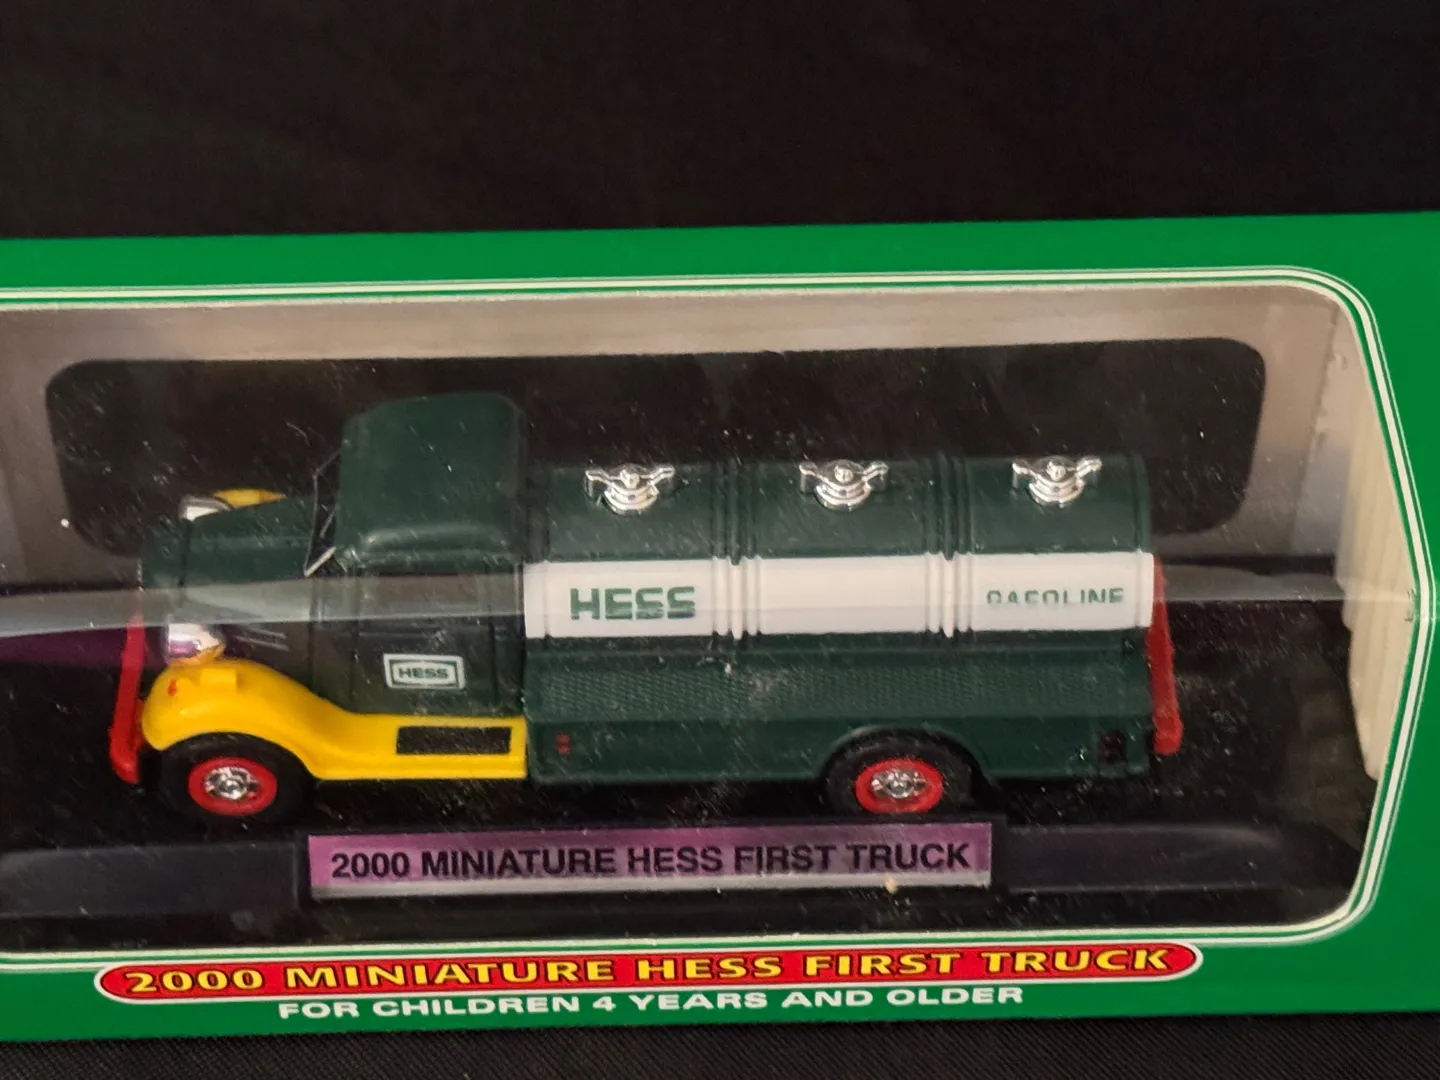 HESS
GASOLINE
HESS
2000 MINIATURE HESS FIRST TRUCK
2000 MINIATURE HESS FIRST TRUCK
FOR CHILDREN 4 YEARS AND OLDER